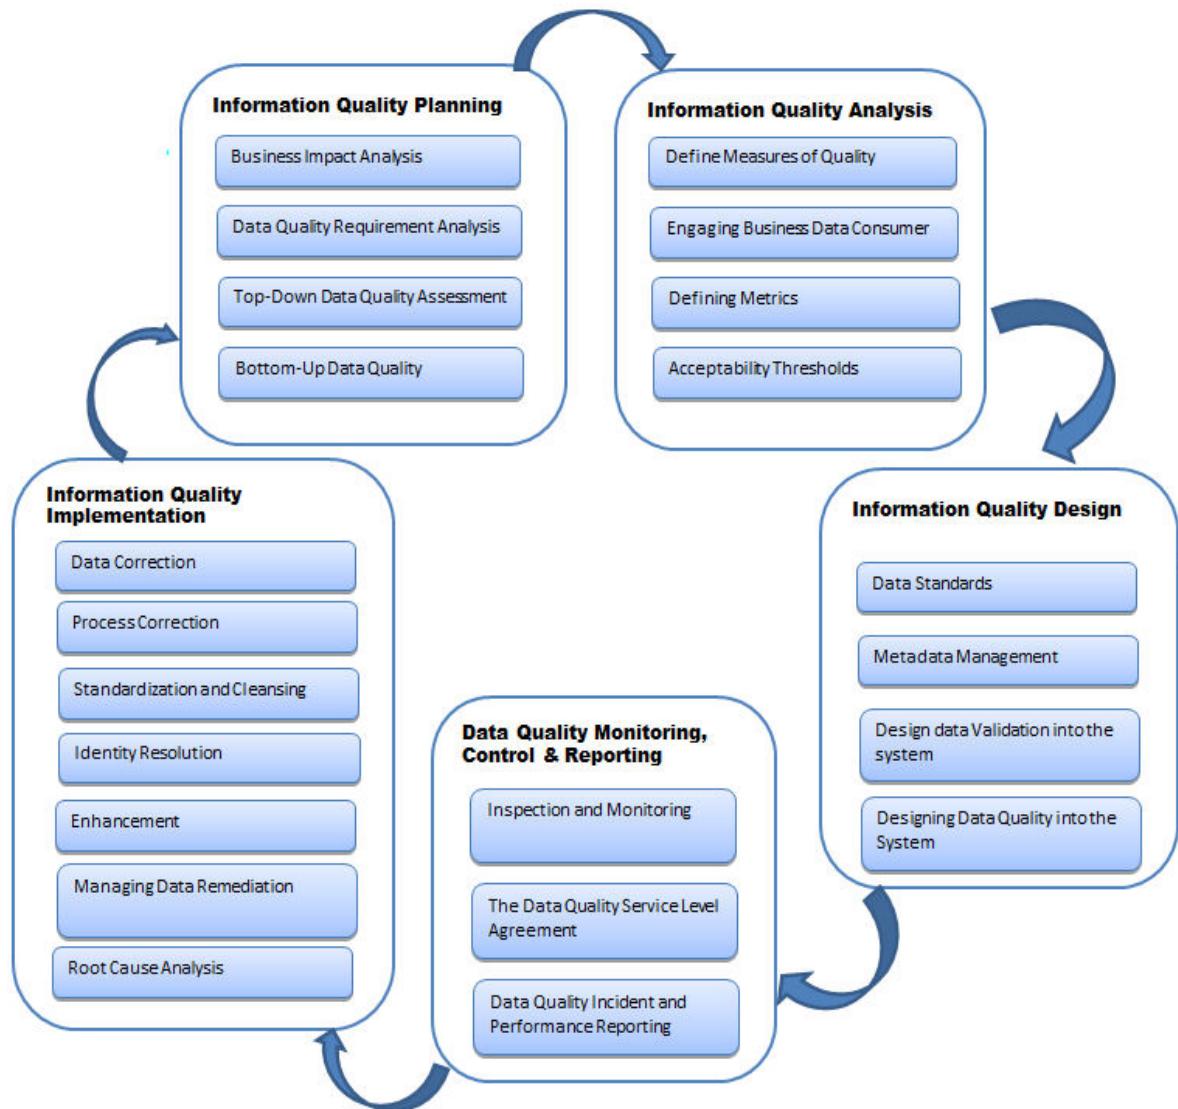 Information Quality Planning
Business Impact Analysis
Data Quality Requirement Analysis
Top-Down Data Quality Assessment
Bottom-Up Data Quality
Information Quality Analysis
Define Measures of Quality
Engaging Business Data Consumer
Defining Metrics
Acceptability Thresholds
Information Quality Design
Data Standards
Metadata Management
Design data Validation into the
system
Designing Data Quality into the
System
Data Quality Monitoring,
Control & Reporting
Inspection and Monitoring
The Data Quality Service Level
Agreement
Data Quality Incident and
Performance Reporting
Information Quality
Implementation
Data Correction
Process Correction
Standardization and Cleansing
Identity Resolution
Enhancement
Managing Data Remediation
Root Cause Analysis